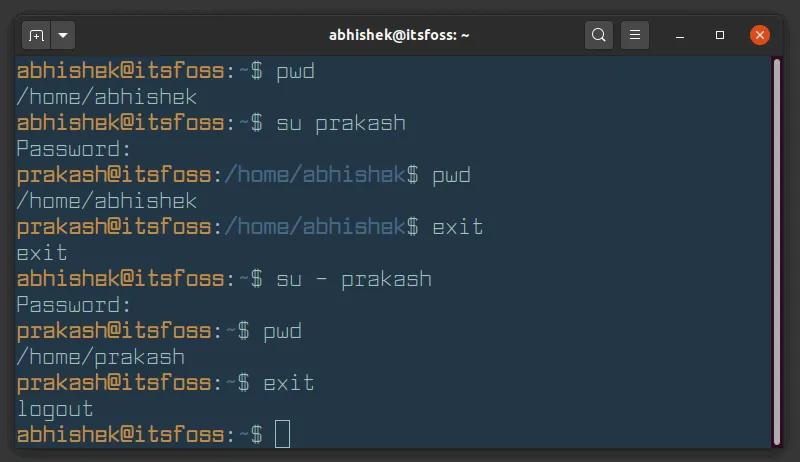 abhishek@itsfoss: ~
abhishek@itsfoss:~$ pwd
/home/abhishek
abhishek@itsfoss:~$ su prakash
Password:
prakash@itsfoss:/home/abhishek$ pwd
/home/abhishek
prakash@itsfoss:/home/abhishek$ exit
exit
abhishek@itsfoss:~$ su - prakash
Password:
prakash@itsfoss:~$ pwd
/home/prakash
prakash@itsfoss:~$ exit
logout
abhishek@itsfoss:~$